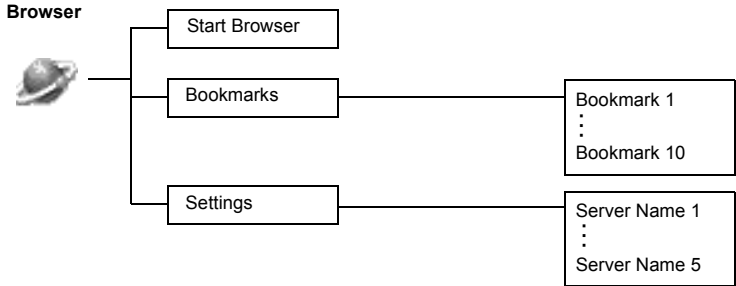 Browser
Start Browser
Bookmarks
Bookmark 1
⋮
Bookmark 10
Settings
Server Name 1
⋮
Server Name 5